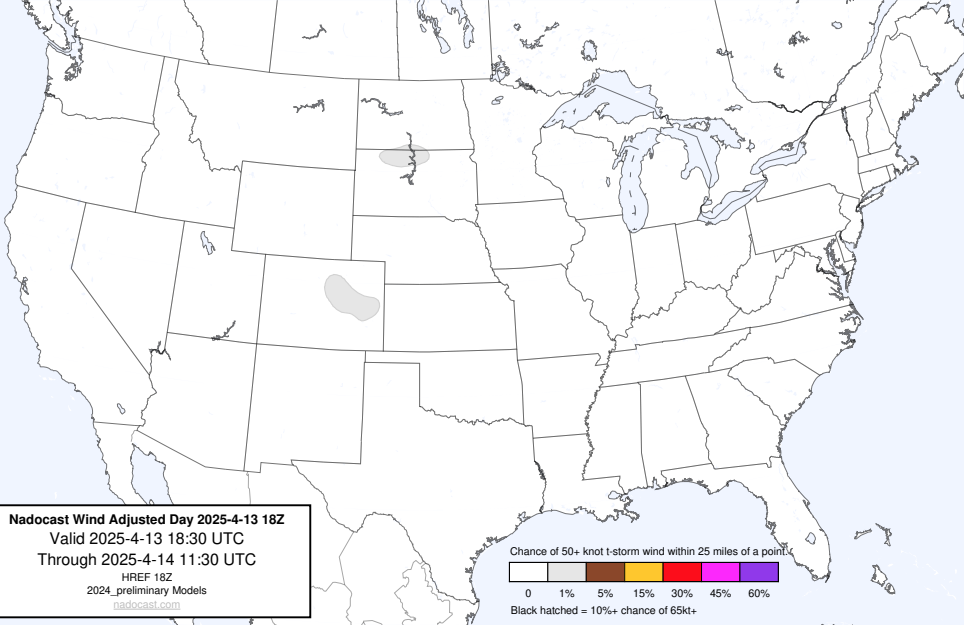 Nadocast Wind Adjusted Day 2025-4-13 18Z
Valid 2025-4-13 18:30 UTC
Through 2025-4-14 11:30 UTC
HREF 18Z
2024_preliminary Models
nadocast.com
Chance of 50+ knot t-storm wind within 25 miles of a point.
0 1% 5% 15% 30% 45% 60%
Black hatched = 10%+ chance of 65kt+